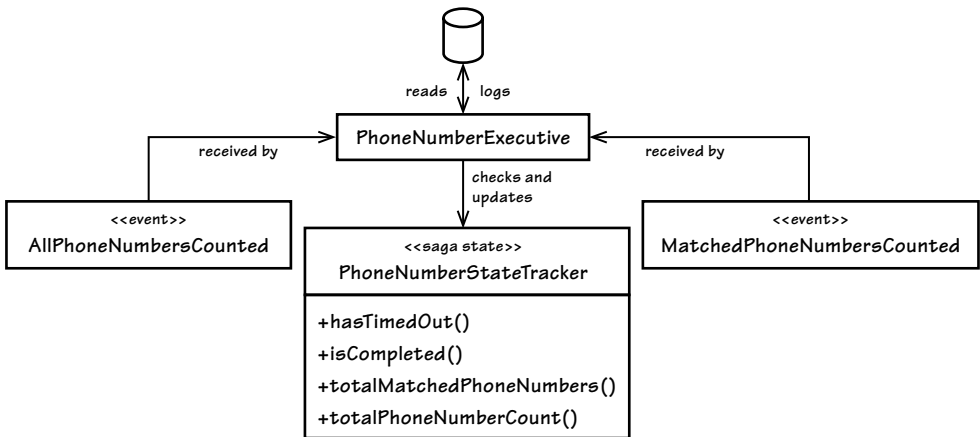 reads logs
PhoneNumberExecutive
received by
received by
checks and
updates
<<event>>
AllPhoneNumbersCounted
<<event>>
MatchedPhoneNumbersCounted
<<saga state>>
PhoneNumberStateTracker
+hasTimedOut()
+isCompleted()
+totalMatchedPhoneNumbers()
+totalPhoneNumberCount()